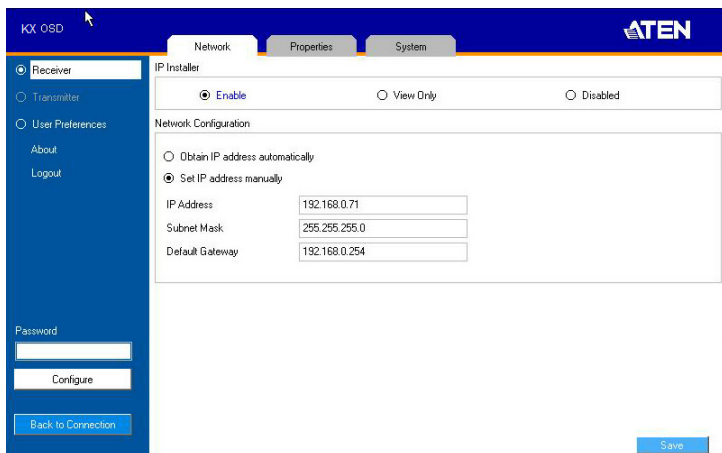 KX OSD
ATEN
Network
Properties
System
Receiver
Transmitter
User Preferences
About
Logout
Password
Configure
Back to Connection
IP Installer
Enable
View Only
Disabled
Network Configuration
Obtain IP address automatically
Set IP address manually
IP Address 192.168.0.71
Subnet Mask 255.255.255.0
Default Gateway 192.168.0.254
Save